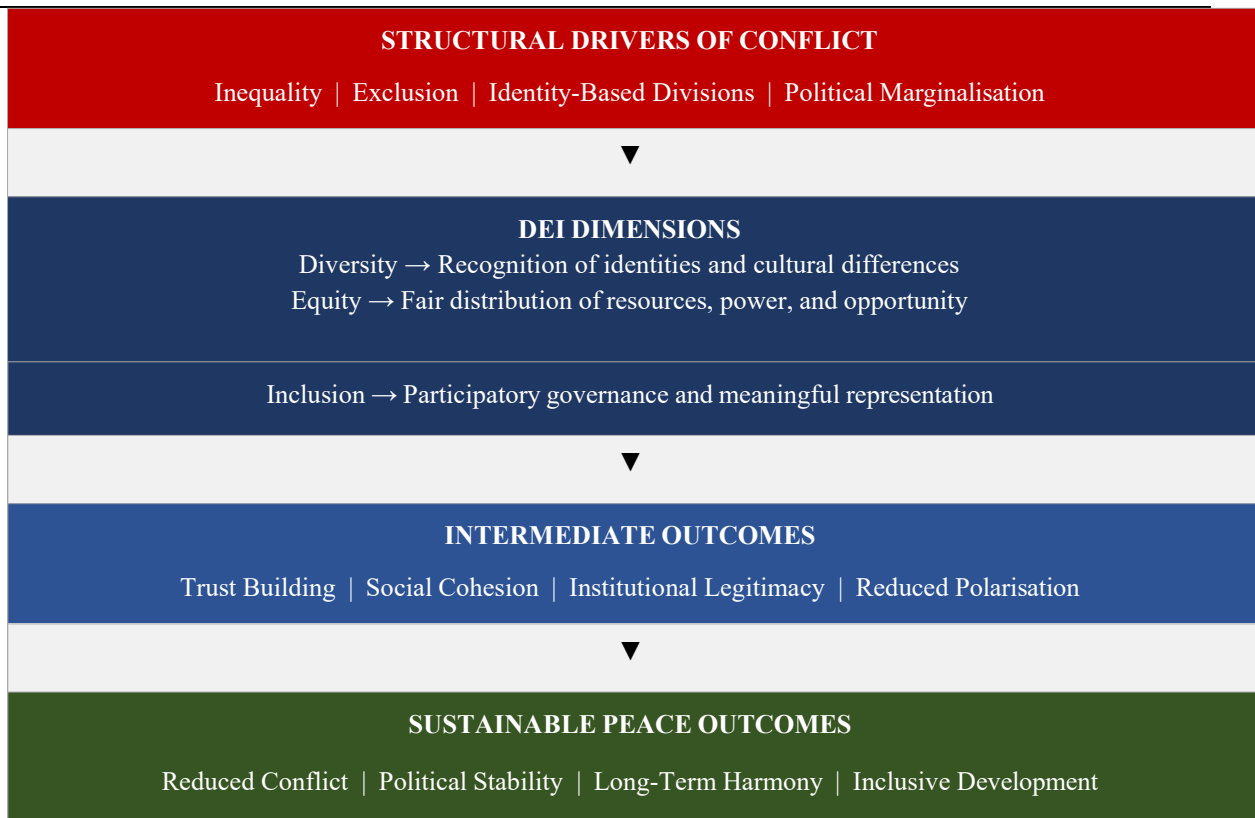 STRUCTURAL DRIVERS OF CONFLICT
Inequality | Exclusion | Identity-Based Divisions | Political Marginalisation
▼
DEI DIMENSIONS
Diversity → Recognition of identities and cultural differences
Equity → Fair distribution of resources, power, and opportunity
Inclusion → Participatory governance and meaningful representation
▼
INTERMEDIATE OUTCOMES
Trust Building | Social Cohesion | Institutional Legitimacy | Reduced Polarisation
▼
SUSTAINABLE PEACE OUTCOMES
Reduced Conflict | Political Stability | Long-Term Harmony | Inclusive Development